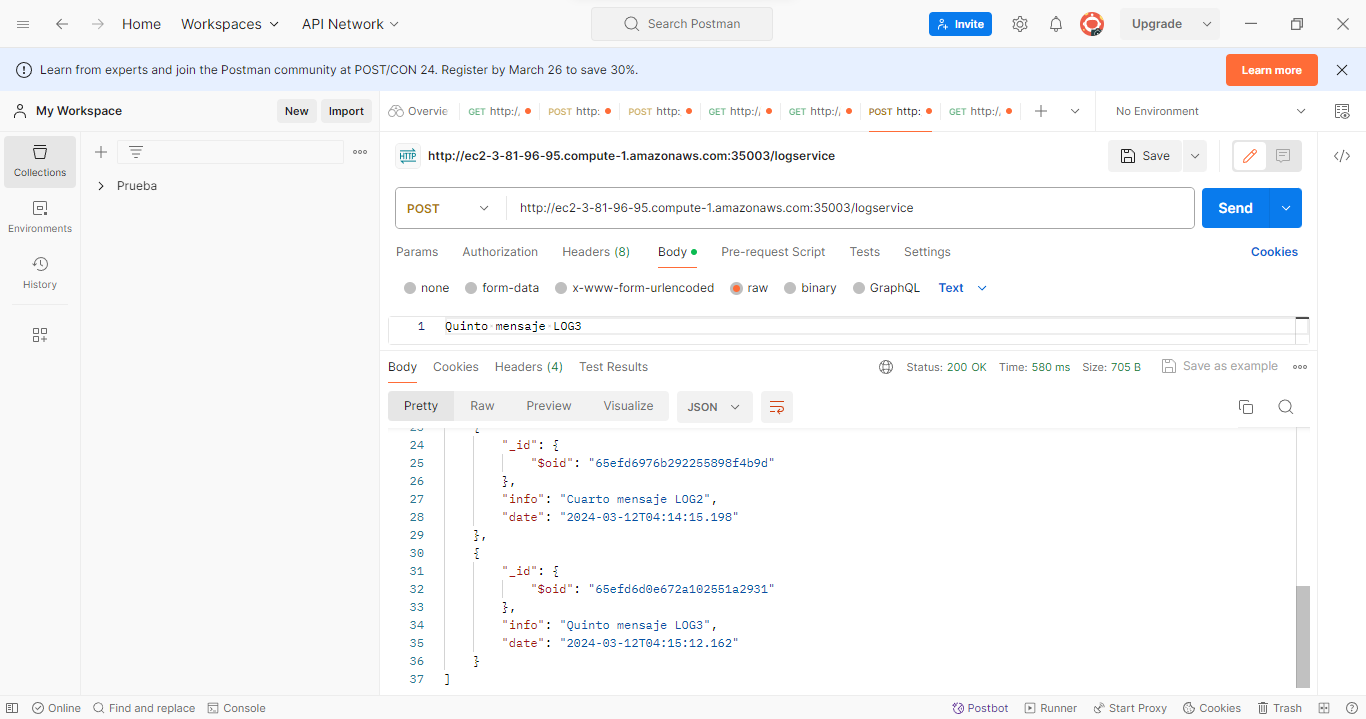 Home Workspaces API Network Search Postman Invite Upgrade
Learn from experts and join the Postman community at POST/CON 24. Register by March 26 to save 30%. Learn more
My Workspace New Import Overvie GET http:/, POST http: POST http: GET http:/, GET http:/, POST http: GET http:/, No Environment
HTTP http://ec2-3-81-96-95.compute-1.amazonaws.com:35003/logservice Save
Collections
Prueba
POST http://ec2-3-81-96-95.compute-1.amazonaws.com:35003/logservice Send
Environments
Params Authorization Headers (8) Body Pre-request Script Tests Settings Cookies
History
none form-data x-www-form-urlencoded raw binary GraphQL Text
1 Quinto mensaje LOG3
Body Cookies Headers (4) Test Results Status: 200 OK Time: 580 ms Size: 705 B Save as example
Pretty Raw Preview Visualize JSON
23 {
24 "_id": {
25 "$oid": "65efd6976b292255898f4b9d"
26 },
27 "info": "Cuarto mensaje LOG2",
28 "date": "2024-03-12T04:14:15.198"
29 },
30 {
31 "_id": {
32 "$oid": "65efd6d0e672a102551a2931"
33 },
34 "info": "Quinto mensaje LOG3",
35 "date": "2024-03-12T04:15:12.162"
36 }
37 ]
Online Find and replace Console Postbot Runner Start Proxy Cookies Trash